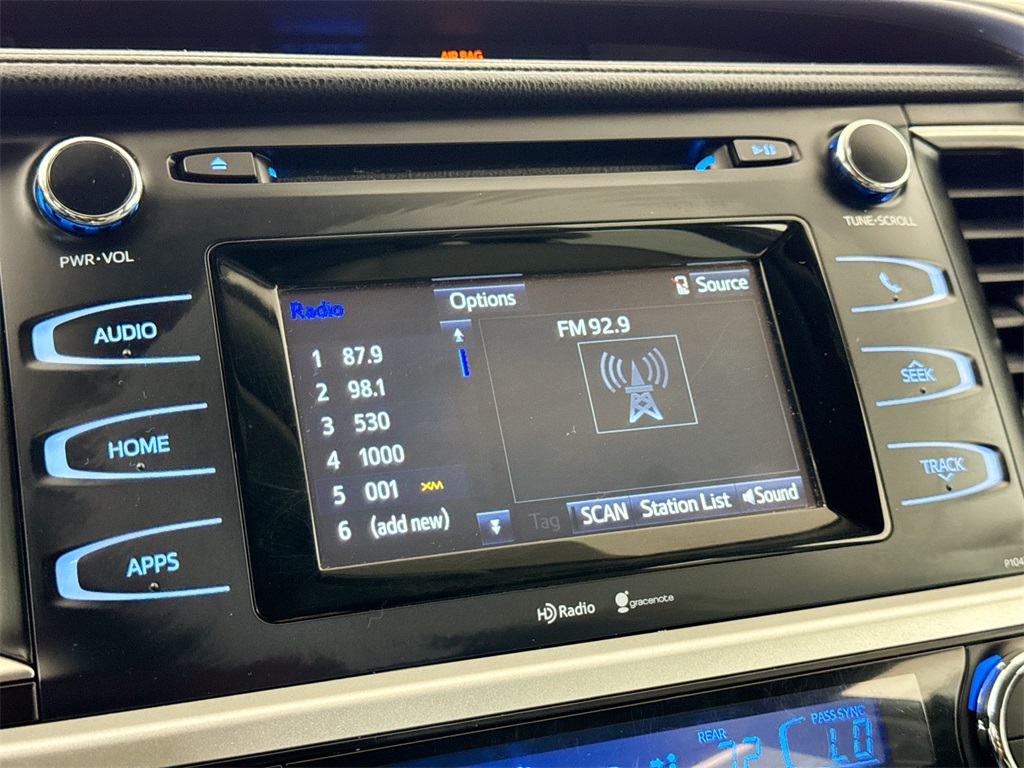 AIR BAG
PWR•VOL
TUNE•SCROLL
AUDIO
HOME
APPS
Radio
Options
Source
1 87.9
2 98.1
3 530
4 1000
5 001 XM
6 (add new)
FM 92.9
Tag
SCAN
Station List
Sound
SEEK
TRACK
HD Radio
gracenote
REAR
72
PASS SYNC
LO